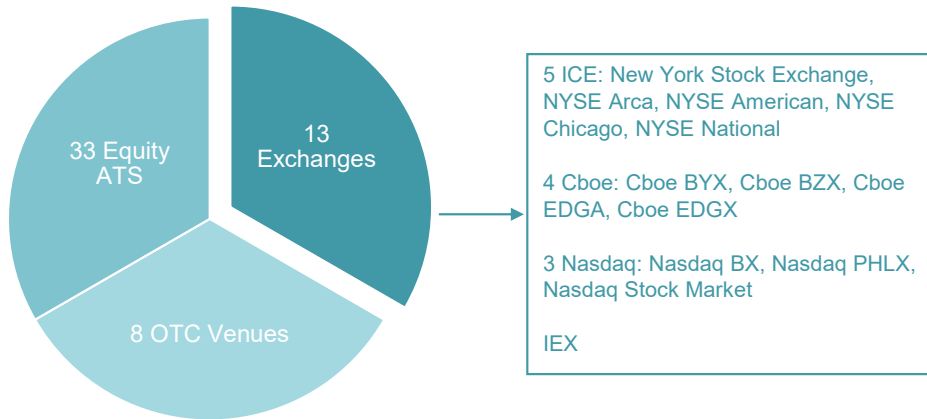 33 Equity
ATS
13
Exchanges
8 OTC Venues
5 ICE: New York Stock Exchange,
NYSE Arca, NYSE American, NYSE
Chicago, NYSE National
4 Cboe: Cboe BYX, Cboe BZX, Cboe
EDGA, Cboe EDGX
3 Nasdaq: Nasdaq BX, Nasdaq PHLX,
Nasdaq Stock Market
IEX